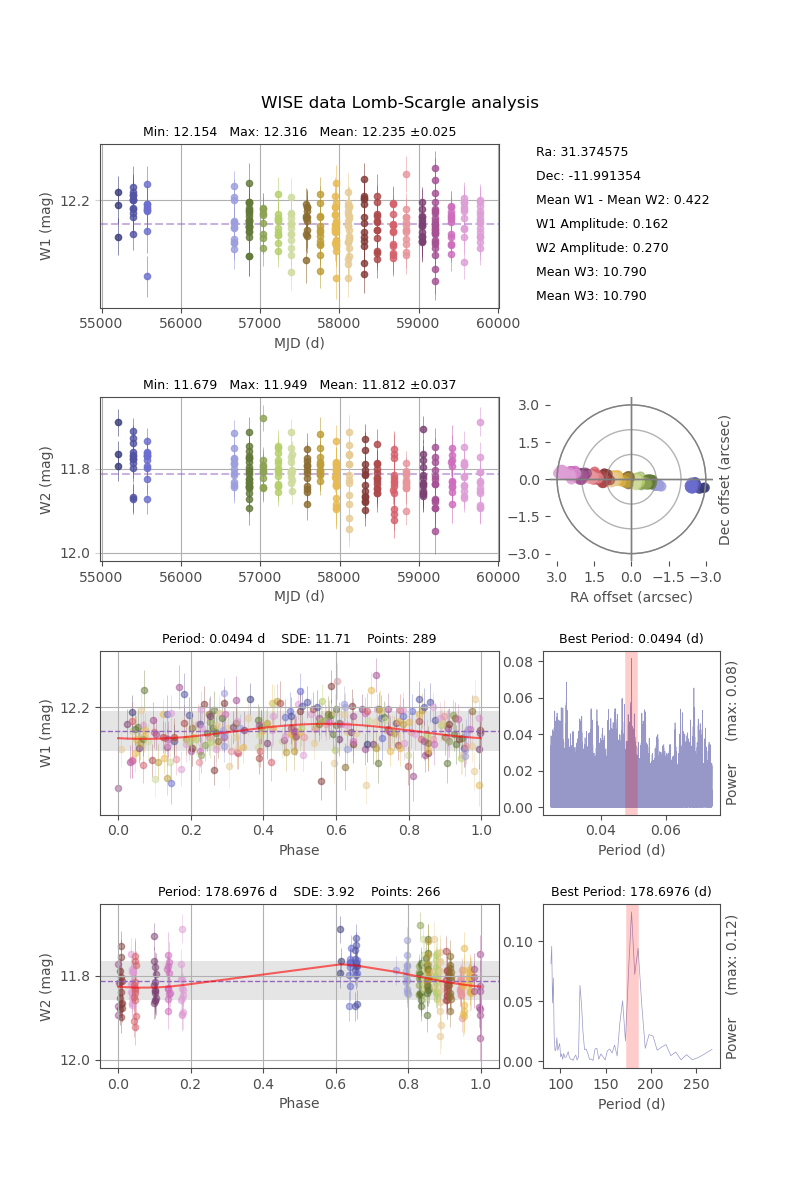 WISE data Lomb-Scargle analysis
Min: 12.154   Max: 12.316   Mean: 12.235 ±0.025
12.2
W1 (mag)
55000 56000 57000 58000 59000 60000
MJD (d)
Ra: 31.374575
Dec: -11.991354
Mean W1 - Mean W2: 0.422
W1 Amplitude: 0.162
W2 Amplitude: 0.270
Mean W3: 10.790
Mean W3: 10.790
Min: 11.679   Max: 11.949   Mean: 11.812 ±0.037
11.8
12.0
W2 (mag)
55000 56000 57000 58000 59000 60000
MJD (d)
3.0
1.5
0.0
−1.5
−3.0
3.0 1.5 0.0 −1.5 −3.0
RA offset (arcsec)
Dec offset (arcsec)
Period: 0.0494 d    SDE: 11.71    Points: 289
12.2
W1 (mag)
0.0 0.2 0.4 0.6 0.8 1.0
Phase
Best Period: 0.0494 (d)
0.08
0.06
0.04
0.02
0.00
0.04 0.06
Period (d)
Power    (max: 0.08)
Period: 178.6976 d    SDE: 3.92    Points: 266
11.8
12.0
W2 (mag)
0.0 0.2 0.4 0.6 0.8 1.0
Phase
Best Period: 178.6976 (d)
0.10
0.05
0.00
100 150 200 250
Period (d)
Power    (max: 0.12)